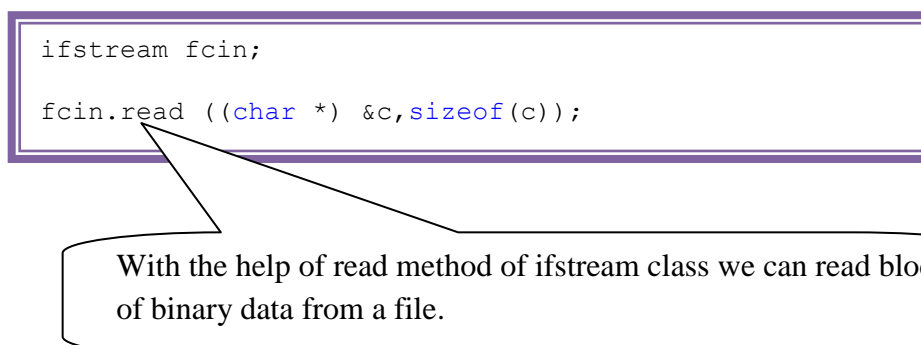 ifstream fcin;
fcin.read ((char *) &c,sizeof(c));
With the help of read method of ifstream class we can read
of binary data from a file.